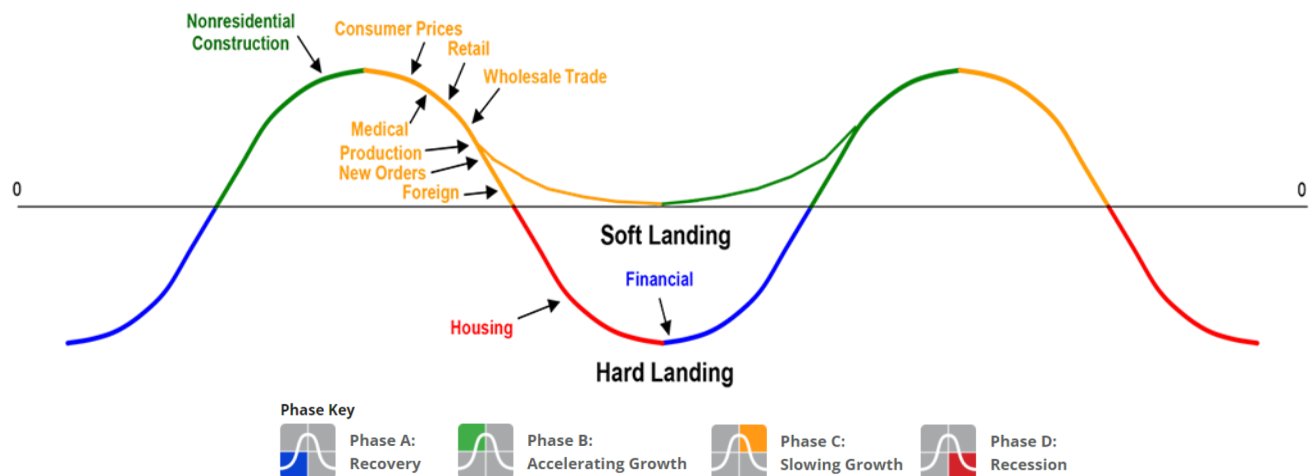 Nonresidential
Construction
Consumer Prices
Retail
Wholesale Trade
Medical
Production
New Orders
Foreign
0
0
Soft Landing
Financial
Housing
Hard Landing
Phase Key
Phase A:
Recovery
Phase B:
Accelerating Growth
Phase C:
Slowing Growth
Phase D:
Recession